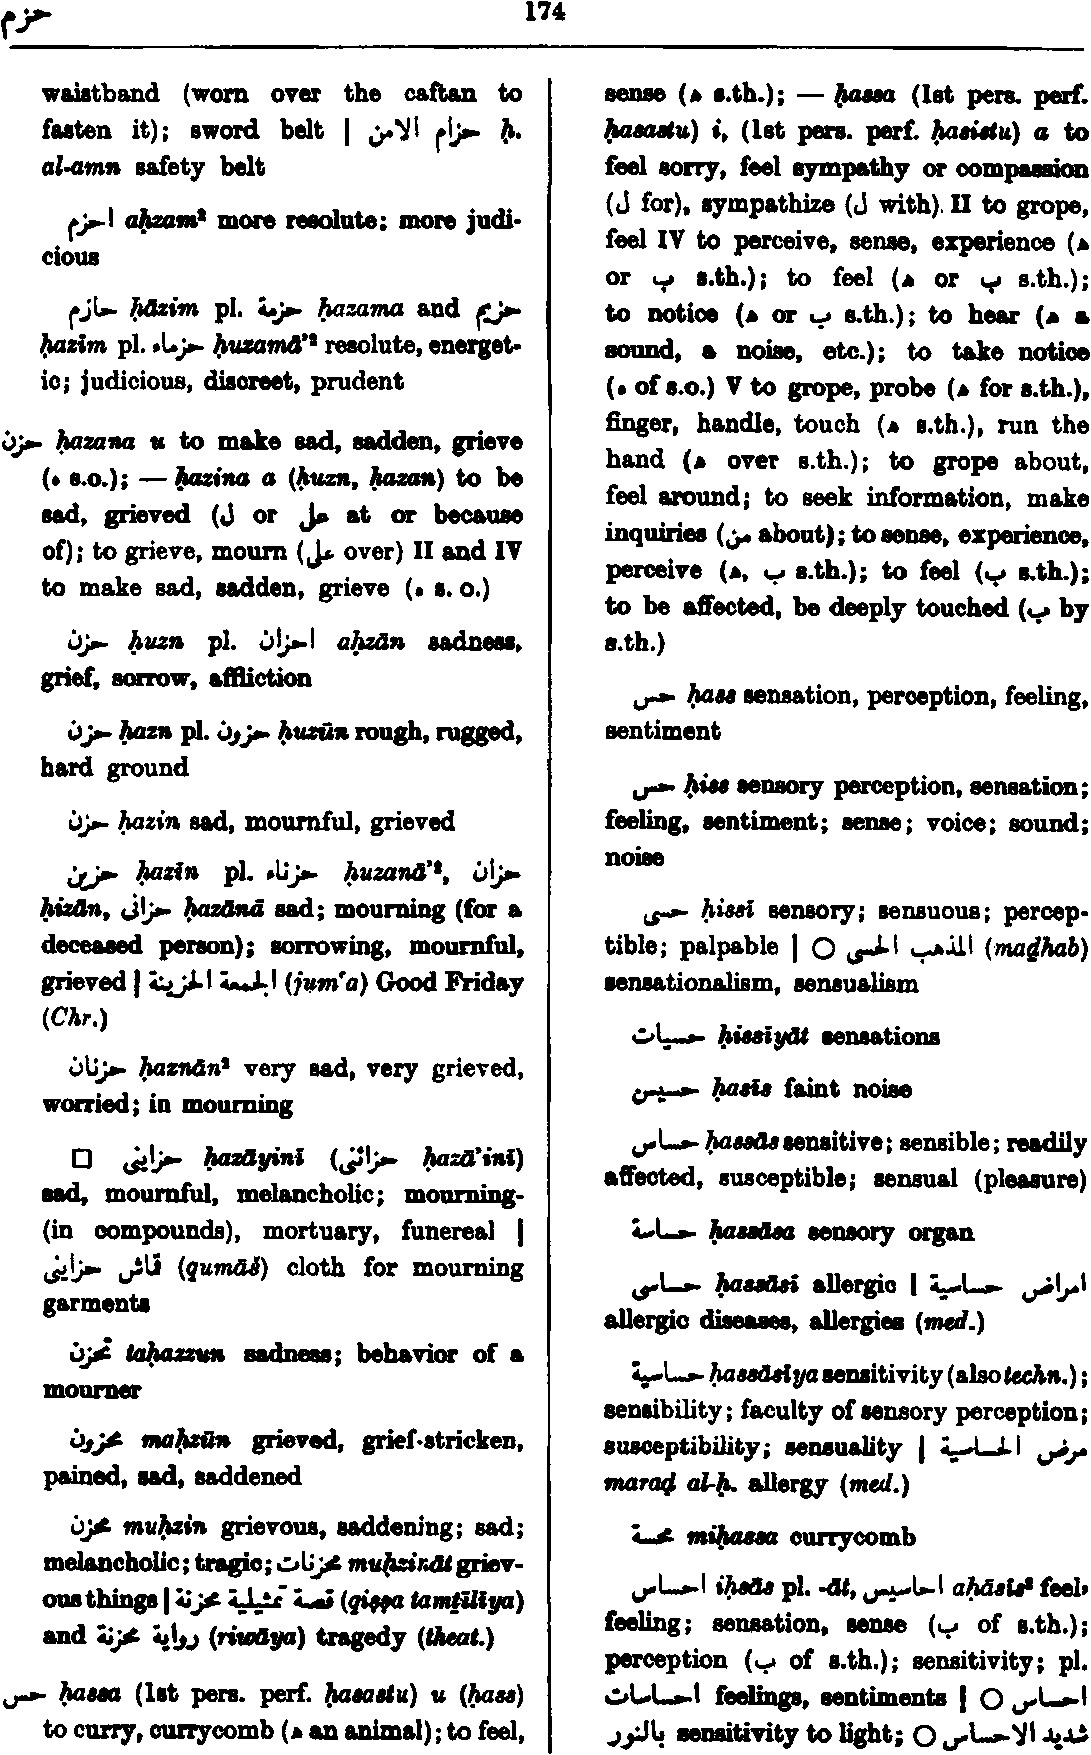 حزم
174
waistband (worn over the caftan to
fasten it); sword belt | حزام الامن ḥ.
al-amn safety belt
احزم aḥzam² more resolute; more judi-
cious
حازم ḥāzim pl. حزمة ḥazama and حزيم
ḥazīm pl. حزماء ḥuzamā’² resolute, energet-
ic; judicious, discreet, prudent
حزن ḥazana u to make sad, sadden, grieve
(ه s.o.); — ḥazina a (ḥuzn, ḥazan) to be
sad, grieved (ل or على at or because
of); to grieve, mourn (على over) II and IV
to make sad, sadden, grieve (ه s. o.)
حزن ḥuzn pl. احزان aḥzān sadness,
grief, sorrow, affliction
حزن ḥazn pl. حزون ḥuzūn rough, rugged,
hard ground
حزن ḥazin sad, mournful, grieved
حزين ḥazīn pl. حزناء ḥuzanā’², حزان
ḥizān, حزانى ḥazānā sad; mourning (for a
deceased person); sorrowing, mournful,
grieved | الجمعة الحزينة (jum‘a) Good Friday
(Chr.)
حزنان ḥaznān² very sad, very grieved,
worried; in mourning
□ حزاينى ḥazāyinī (حزائنى ḥazā’inī)
sad, mournful, melancholic; mourning-
(in compounds), mortuary, funereal |
قماش حزاينى (qumāš) cloth for mourning
garments
تحزن taḥazzun sadness; behavior of a
mourner
محزون maḥzūn grieved, grief-stricken,
pained, sad, saddened
محزن muḥzin grievous, saddening; sad;
melancholic; tragic; محزنات muḥzināt griev-
ous things | قصة تمثيلية محزنة (qiṣṣa tamṯīlīya)
and رواية محزنة (riwāya) tragedy (theat.)
حس ḥassa (1st pers. perf. ḥasastu) u (ḥass)
to curry, currycomb (ه an animal); to feel,
sense (ه s.th.); — ḥassa (1st pers. perf.
ḥasastu) i, (1st pers. perf. ḥasistu) a to
feel sorry, feel sympathy or compassion
(ل for), sympathize (ل with). II to grope,
feel IV to perceive, sense, experience (ه
or ب s.th.); to feel (ه or ب s.th.);
to notice (ه or ب s.th.); to hear (ه a
sound, a noise, etc.); to take notice
(ه of s.o.) V to grope, probe (ه for s.th.),
finger, handle, touch (ه s.th.), run the
hand (ه over s.th.); to grope about,
feel around; to seek information, make
inquiries (من about); to sense, experience,
perceive (ه, ب s.th.); to feel (ب s.th.);
to be affected, be deeply touched (ب by
s.th.)
حس ḥass sensation, perception, feeling,
sentiment
حس ḥiss sensory perception, sensation;
feeling, sentiment; sense; voice; sound;
noise
حسى ḥissī sensory; sensuous; percep-
tible; palpable | ○ المذهب الحسى (maḏhab)
sensationalism, sensualism
حسيات ḥissīyāt sensations
حسيس ḥasīs faint noise
حساس ḥassās sensitive; sensible; readily
affected, susceptible; sensual (pleasure)
حساسة ḥassāsa sensory organ
حساسى ḥassāsī allergic | امراض حساسية
allergic diseases, allergies (med.)
حساسية ḥassāsīya sensitivity (also techn.);
sensibility; faculty of sensory perception;
susceptibility; sensuality | مرض الحساسية
maraḍ al-ḥ. allergy (med.)
محسة miḥassa currycomb
احساس iḥsās pl. -āt, احاسيس aḥāsīs² feel-
feeling; sensation, sense (ب of s.th.);
perception (ب of s.th.); sensitivity; pl.
احساسات feelings, sentiments | ○ احساس
بالنور sensitivity to light; ○ شديد الاحساس